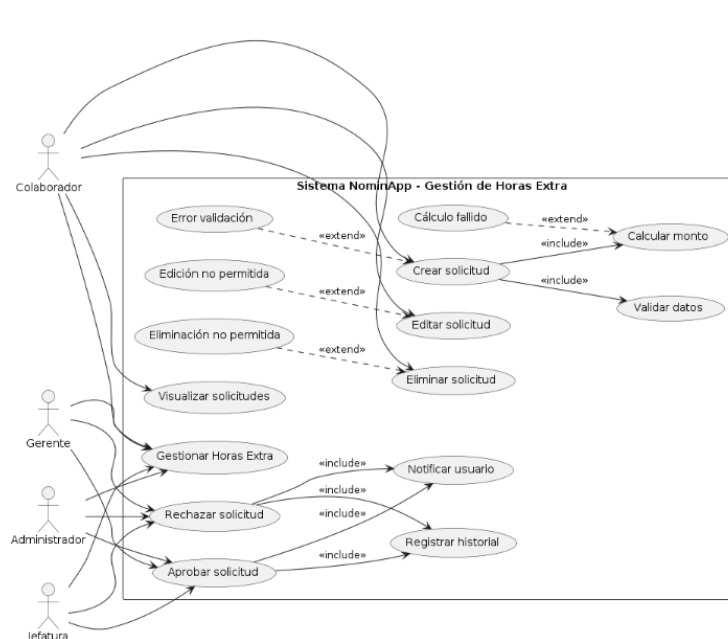 Colaborador
Sistema NominApp - Gestión de Horas Extra
Error validación
Cálculo fallido
«extend»
«extend»
Calcular monto
«include»
Crear solicitud
Edición no permitida
«include»
«extend»
Validar datos
Editar solicitud
Eliminación no permitida
«extend»
Eliminar solicitud
Visualizar solicitudes
Gerente
Gestionar Horas Extra
«include»
Notificar usuario
«include»
Rechazar solicitud
«include»
Administrador
Registrar historial
«include»
Aprobar solicitud
Jefatura